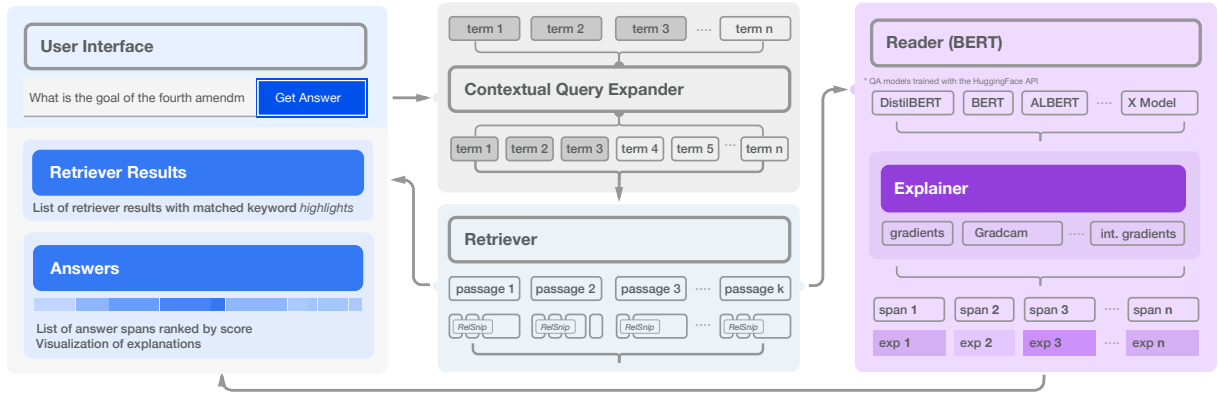 User Interface
What is the goal of the fourth amendm
Get Answer
Retriever Results
List of retriever results with matched keyword highlights
Answers
List of answer spans ranked by score
Visualization of explanations
term 1 term 2 term 3 .... term n
Contextual Query Expander
term 1 term 2 term 3 term 4 term 5 ... term n
Retriever
passage 1 passage 2 passage 3 .... passage k
RelSnip RelSnip RelSnip .... RelSnip
Reader (BERT)
* QA models trained with the HuggingFace API
DistilBERT BERT ALBERT .... X Model
Explainer
gradients Gradcam .... int. gradients
span 1 span 2 span 3 .... span n
exp 1 exp 2 exp 3 .... exp n